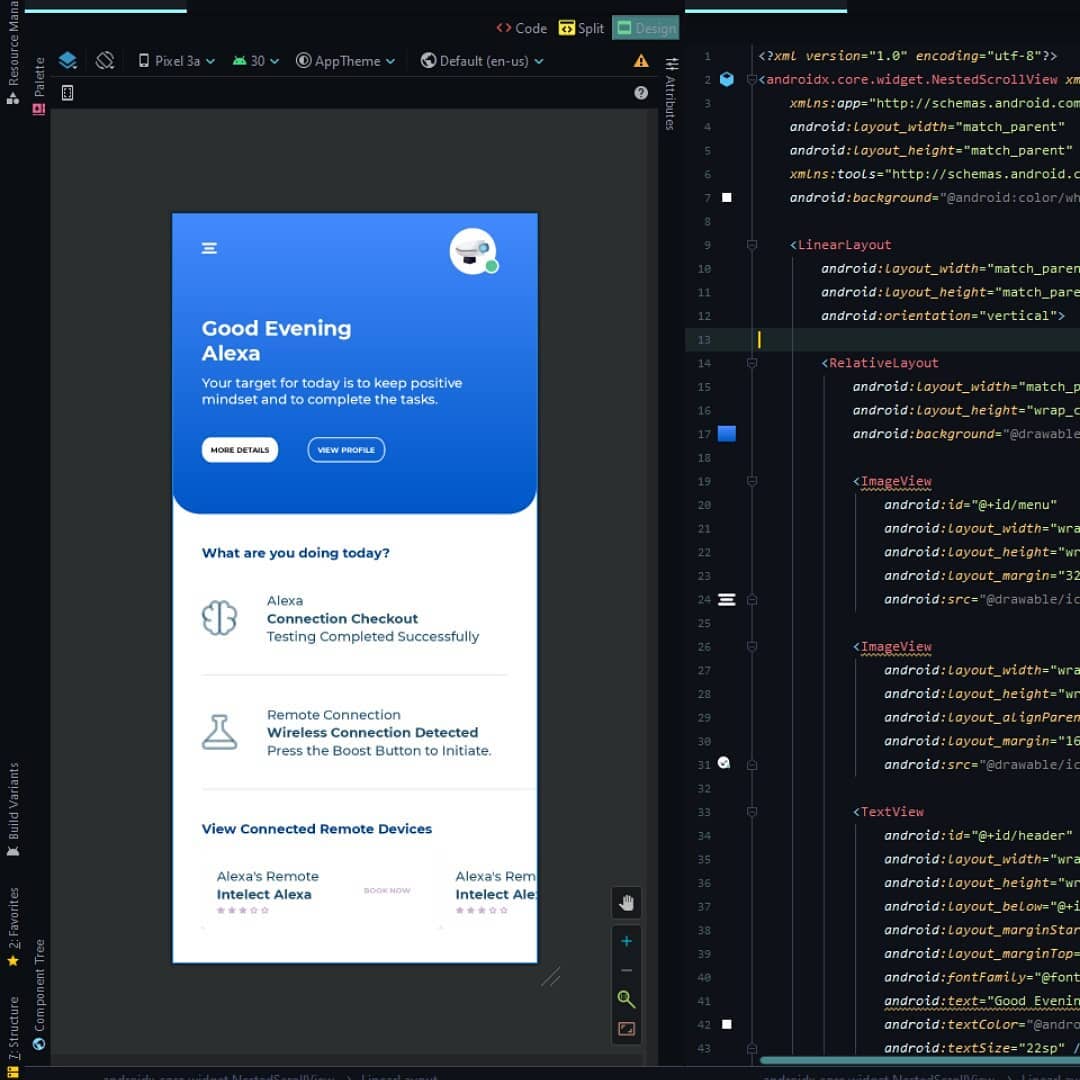 Resource Mana
Palette
Build Variants
2: Favorites
Component Tree
7: Structure
Code
Split
Design
Pixel 3a
30
AppTheme
Default (en-us)
Attributes
Good Evening
Alexa
Your target for today is to keep positive
mindset and to complete the tasks.
MORE DETAILS
VIEW PROFILE
What are you doing today?
Alexa
Connection Checkout
Testing Completed Successfully
Remote Connection
Wireless Connection Detected
Press the Boost Button to Initiate.
View Connected Remote Devices
Alexa's Remote
Intelect Alexa
BOOK NOW
Alexa's Rem
Intelect Ale
1 <?xml version="1.0" encoding="utf-8"?>
2 <androidx.core.widget.NestedScrollView xm
3 xmlns:app="http://schemas.android.com
4 android:layout_width="match_parent"
5 android:layout_height="match_parent"
6 xmlns:tools="http://schemas.android.c
7 android:background="@android:color/wh
8
9 <LinearLayout
10 android:layout_width="match_paren
11 android:layout_height="match_pare
12 android:orientation="vertical">
13
14 <RelativeLayout
15 android:layout_width="match_p
16 android:layout_height="wrap_c
17 android:background="@drawable
18
19 <ImageView
20 android:id="@+id/menu"
21 android:layout_width="wra
22 android:layout_height="wr
23 android:layout_margin="32
24 android:src="@drawable/ic
25
26 <ImageView
27 android:layout_width="wra
28 android:layout_height="wr
29 android:layout_alignParen
30 android:layout_margin="16
31 android:src="@drawable/ic
32
33 <TextView
34 android:id="@+id/header"
35 android:layout_width="wra
36 android:layout_height="wr
37 android:layout_below="@+i
38 android:layout_marginStar
39 android:layout_marginTop=
40 android:fontFamily="@font
41 android:text="Good Evenin
42 android:textColor="@andro
43 android:textSize="22sp" /